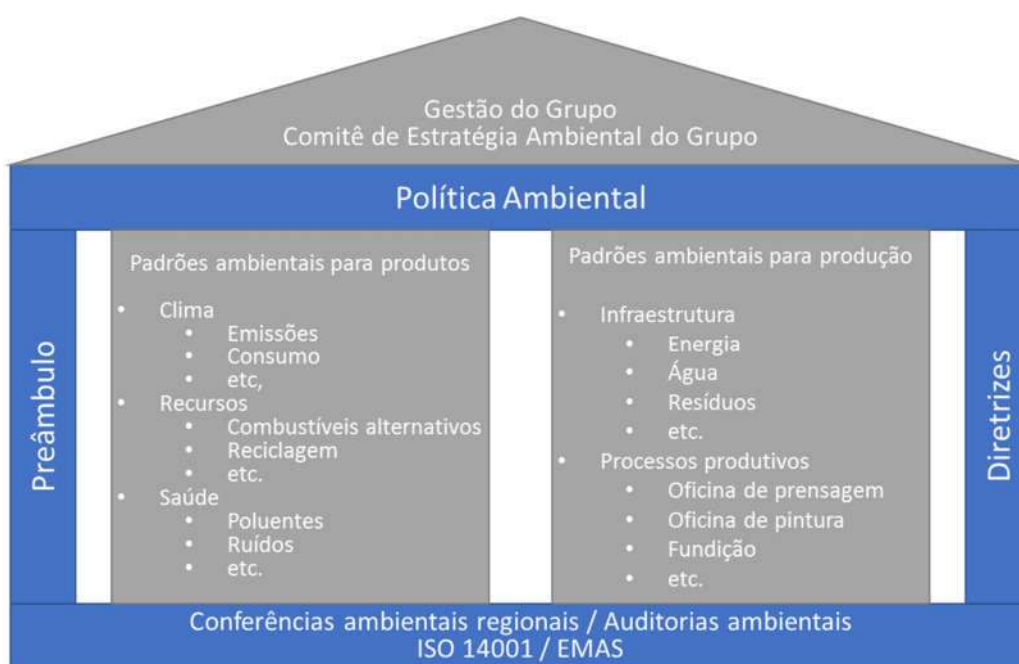 Gestão do Grupo
Comitê de Estratégia Ambiental do Grupo
Política Ambiental
Preâmbulo
Padrões ambientais para produtos
• Clima
• Emissões
• Consumo
• etc,
• Recursos
• Combustíveis alternativos
• Reciclagem
• etc.
• Saúde
• Poluentes
• Ruídos
• etc.
Padrões ambientais para produção
• Infraestrutura
• Energia
• Água
• Resíduos
• etc.
• Processos produtivos
• Oficina de prensagem
• Oficina de pintura
• Fundição
• etc.
Diretrizes
Conferências ambientais regionais / Auditorias ambientais
ISO 14001 / EMAS